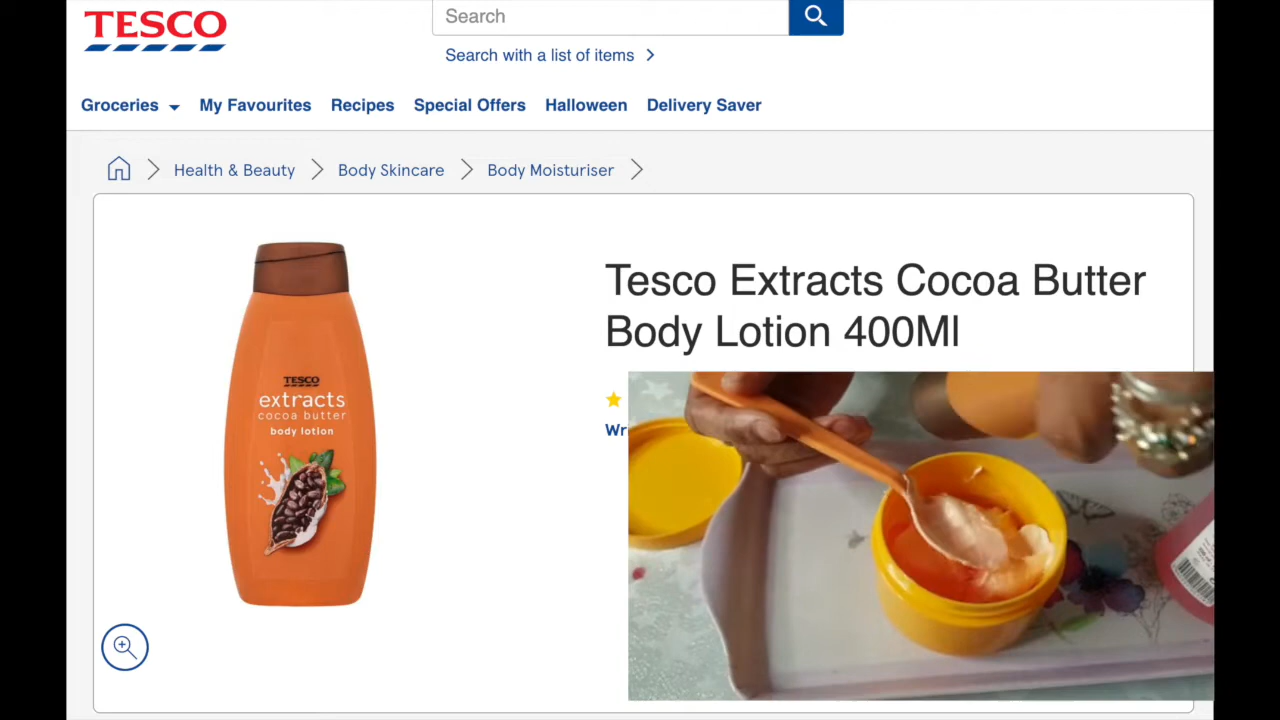 TESCO
Search
Search with a list of items
Groceries
My Favourites
Recipes
Special Offers
Halloween
Delivery Saver
Health & Beauty
Body Skincare
Body Moisturiser
Tesco Extracts Cocoa Butter
Body Lotion 400Ml
Wr
TESCO
extracts
cocoa butter
body lotion